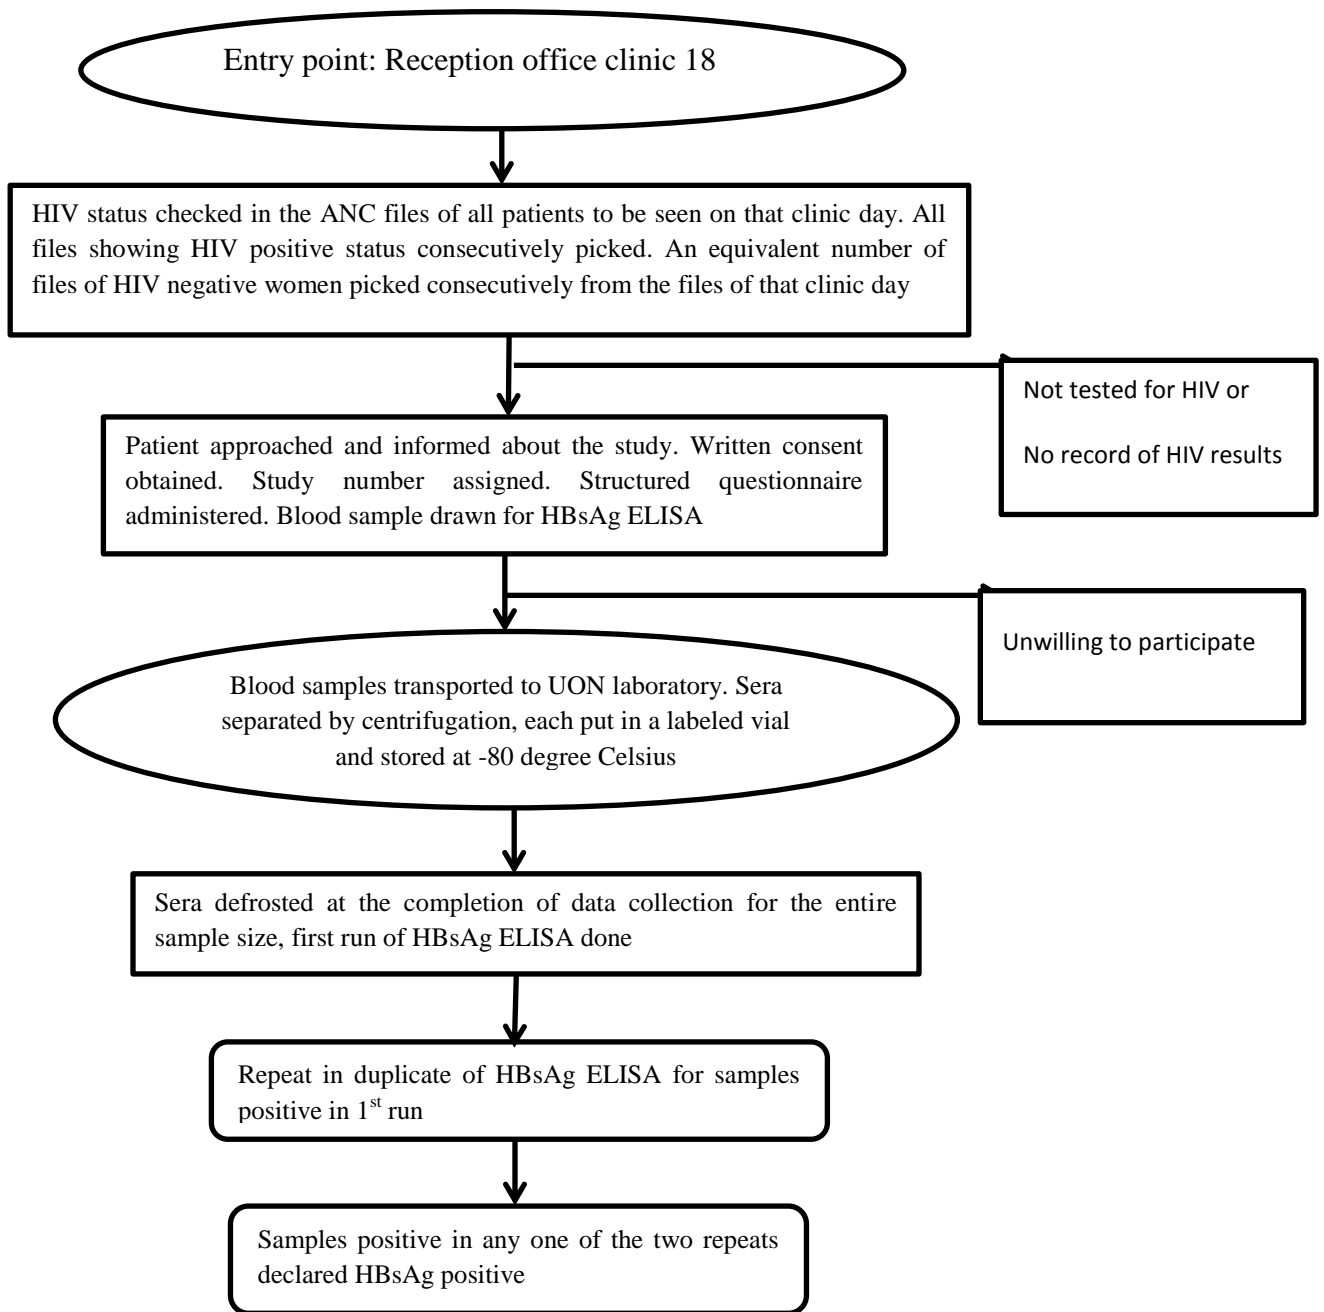 Entry point: Reception office clinic 18
HIV status checked in the ANC files of all patients to be seen on that clinic day. All
files showing HIV positive status consecutively picked. An equivalent number of
files of HIV negative women picked consecutively from the files of that clinic day
Not tested for HIV or
No record of HIV results
Patient approached and informed about the study. Written consent
obtained. Study number assigned. Structured questionnaire
administered. Blood sample drawn for HBsAg ELISA
Unwilling to participate
Blood samples transported to UON laboratory. Sera
separated by centrifugation, each put in a labeled vial
and stored at -80 degree Celsius
Sera defrosted at the completion of data collection for the entire
sample size, first run of HBsAg ELISA done
Repeat in duplicate of HBsAg ELISA for samples
positive in 1st run
Samples positive in any one of the two repeats
declared HBsAg positive